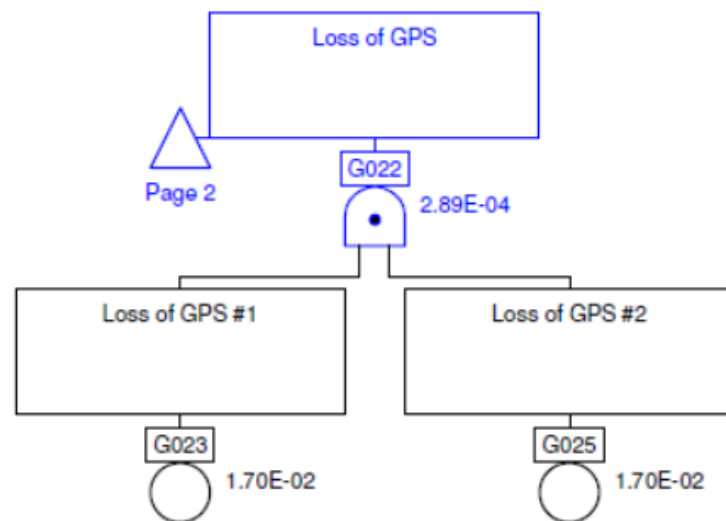 Loss of GPS
Page 2
G022
2.89E-04
Loss of GPS #1
Loss of GPS #2
G023
G025
1.70E-02
1.70E-02